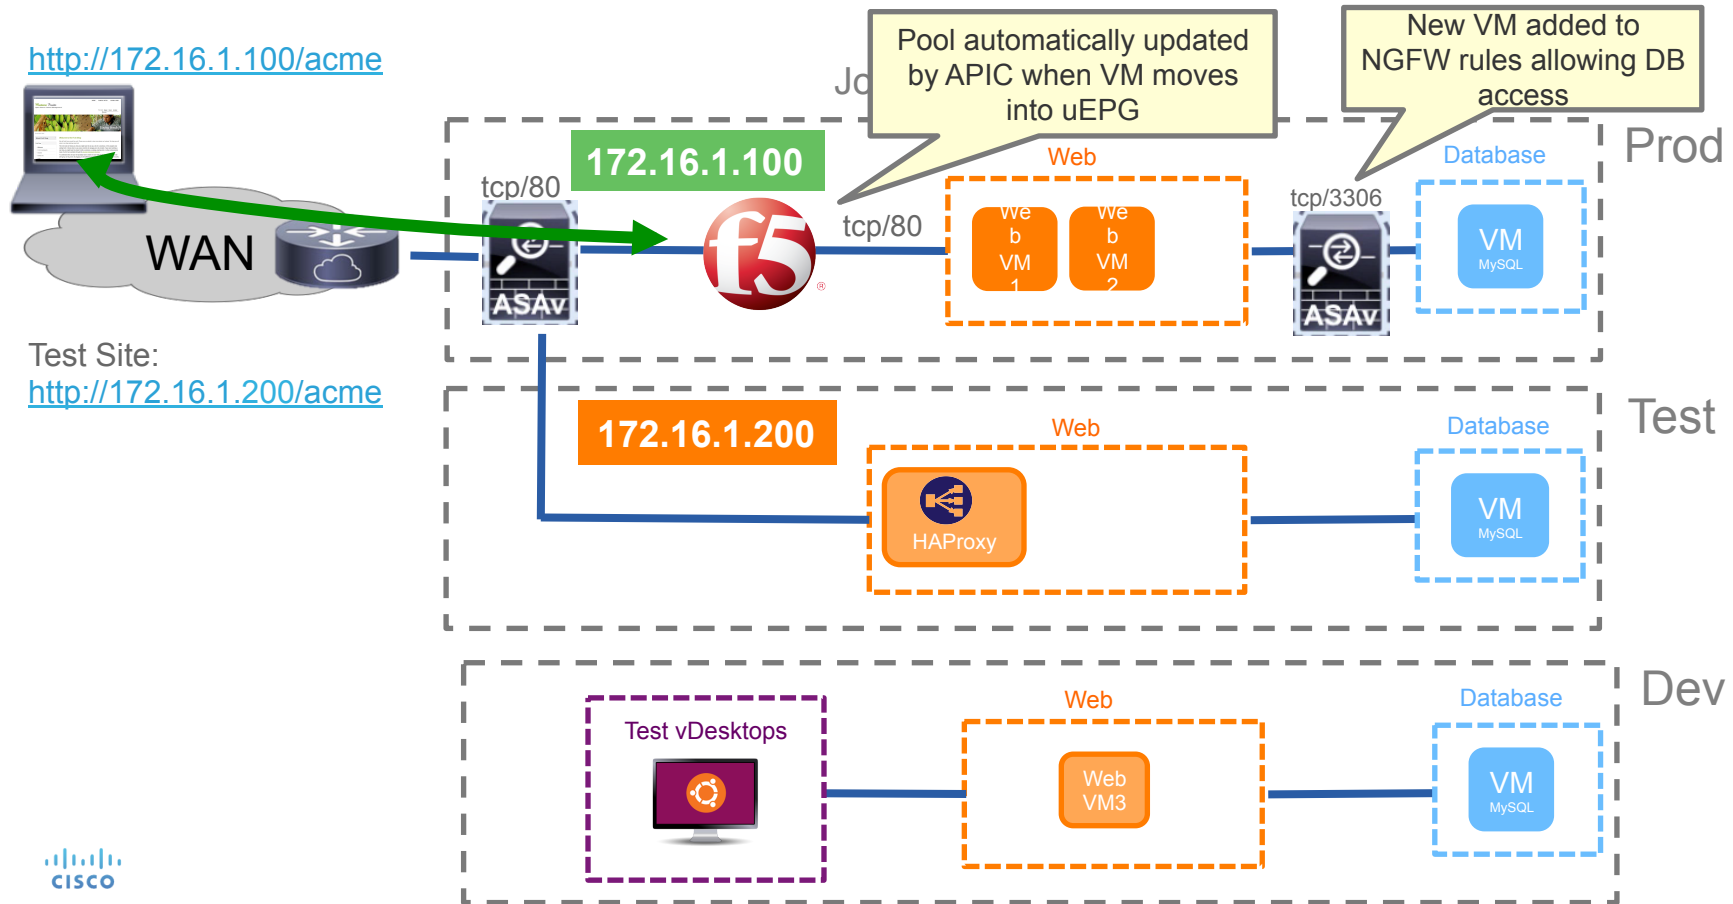 http://172.16.1.100/acme
Pool automatically updated
by APIC when VM moves
into uEPG
New VM added to
NGFW rules allowing DB
access
Prod
172.16.1.100
Web
Database
tcp/80
tcp/3306
We
b
VM
1
We
b
VM
2
tcp/80
VM
MySQL
WAN
f5
®
ASAv
ASAv
Test Site:
http://172.16.1.200/acme
Test
172.16.1.200
Web
Database
HAProxy
VM
MySQL
Dev
Test vDesktops
Web
Database
Web
VM3
VM
MySQL
CISCO